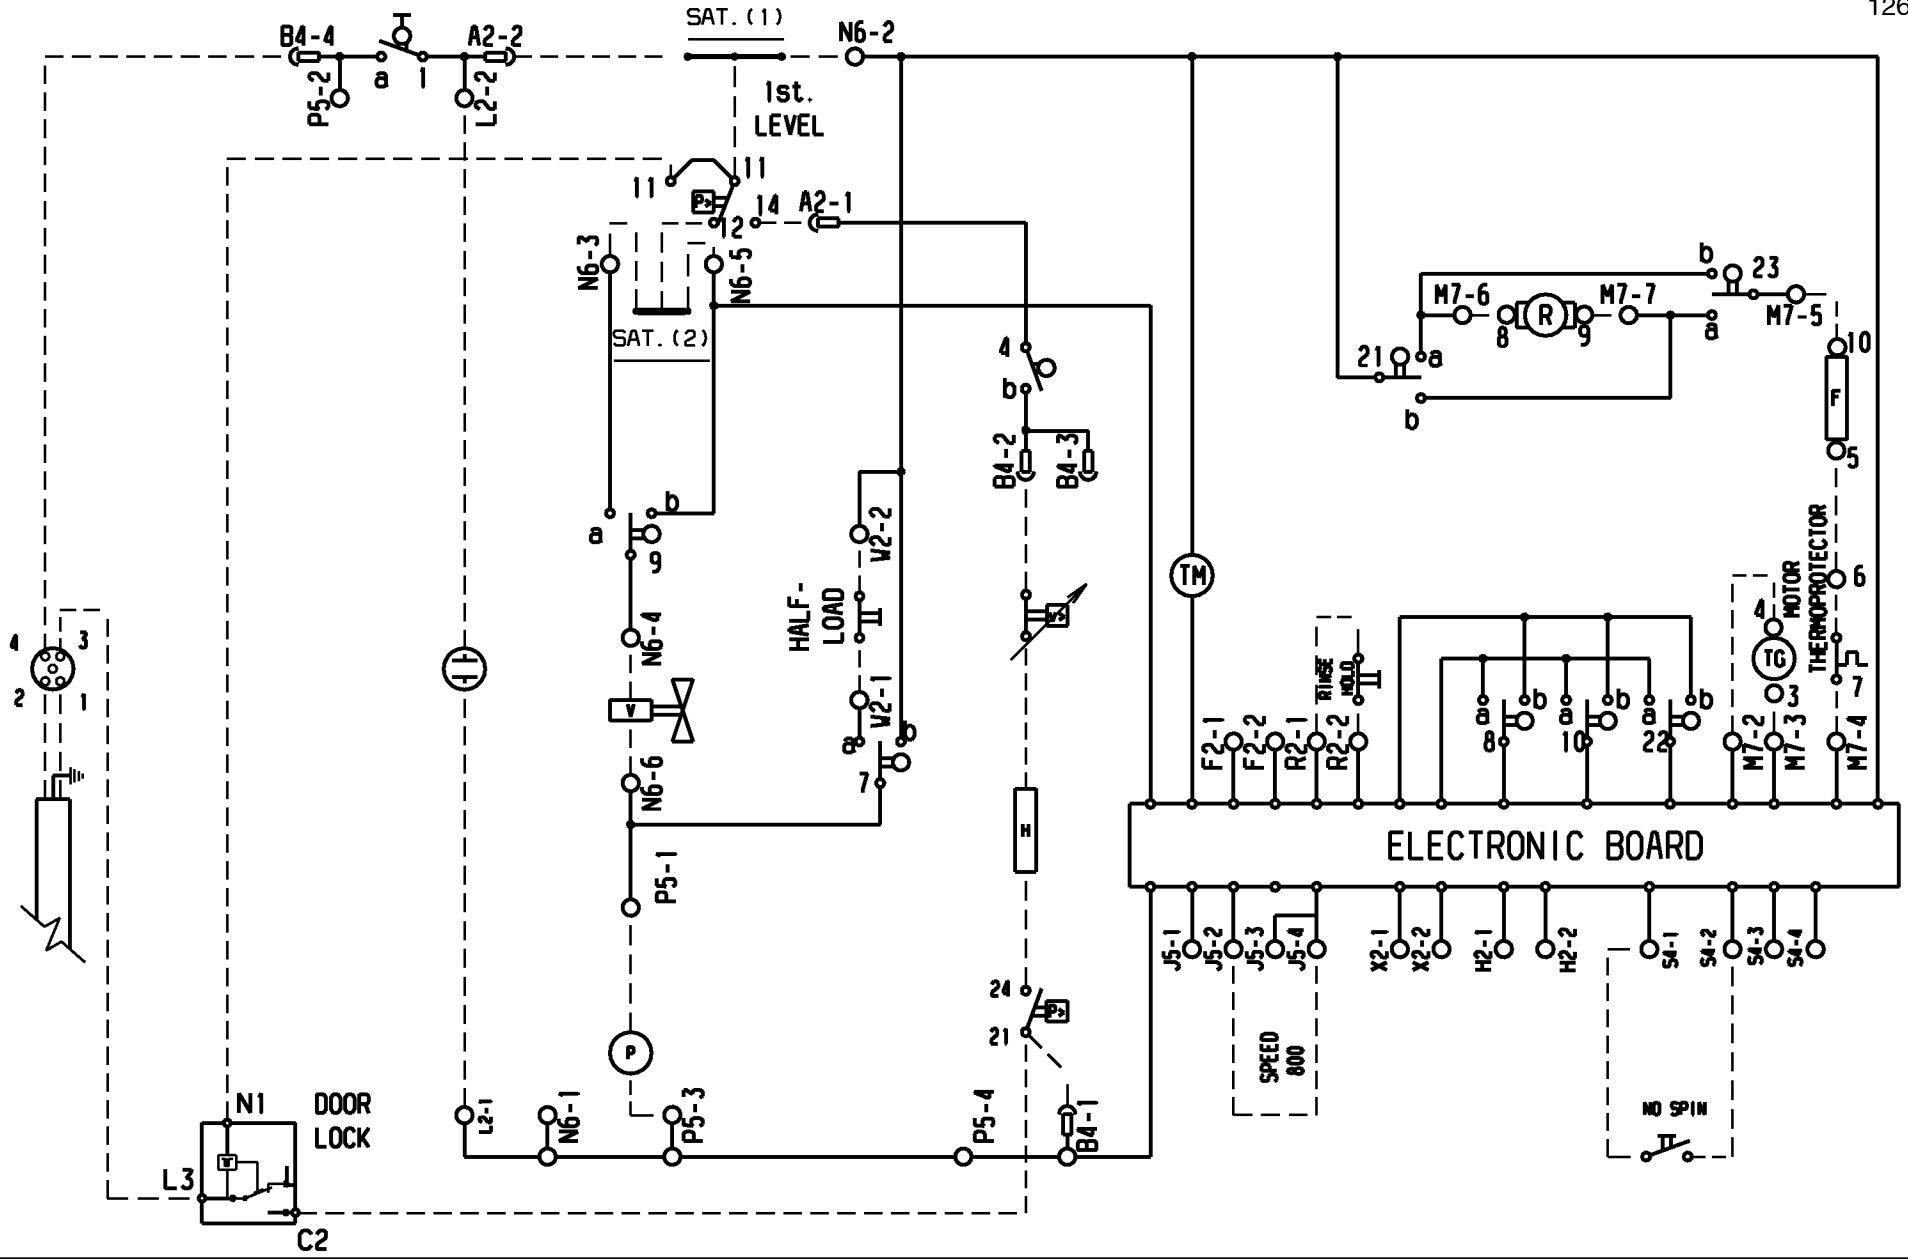 126
SAT.(1)
B4-4
A2-2
N6-2
P5-2
a
1
L2-2
1st.
LEVEL
11
11
P>
14
A2-1
12
N6-3
N6-5
SAT.(2)
4
b
B4-2
B4-3
b
23
M7-6
M7-7
M7-5
8
R
9
a
21
a
b
10
F
5
a
b
9
W2-2
HALF-
LOAD
W2-1
N6-4
V
N6-6
a
b
7
TM
MOTOR
THERMOPROTECTOR
6
4
TG
3
7
RINSE
HOLD
a
b
a
b
a
b
8
10
22
F2-1
F2-2
R2-1
R2-2
M7-2
M7-3
M7-4
4
3
2
1
H
ELECTRONIC BOARD
P5-1
J5-1
J5-2
J5-3
J5-4
X2-1
X2-2
H2-1
H2-2
S4-1
S4-2
S4-3
S4-4
24
P>
21
P
SPEED
800
NO SPIN
N1
DOOR
LOCK
L3
C2
L2-1
N6-1
P5-3
P5-4
B4-1